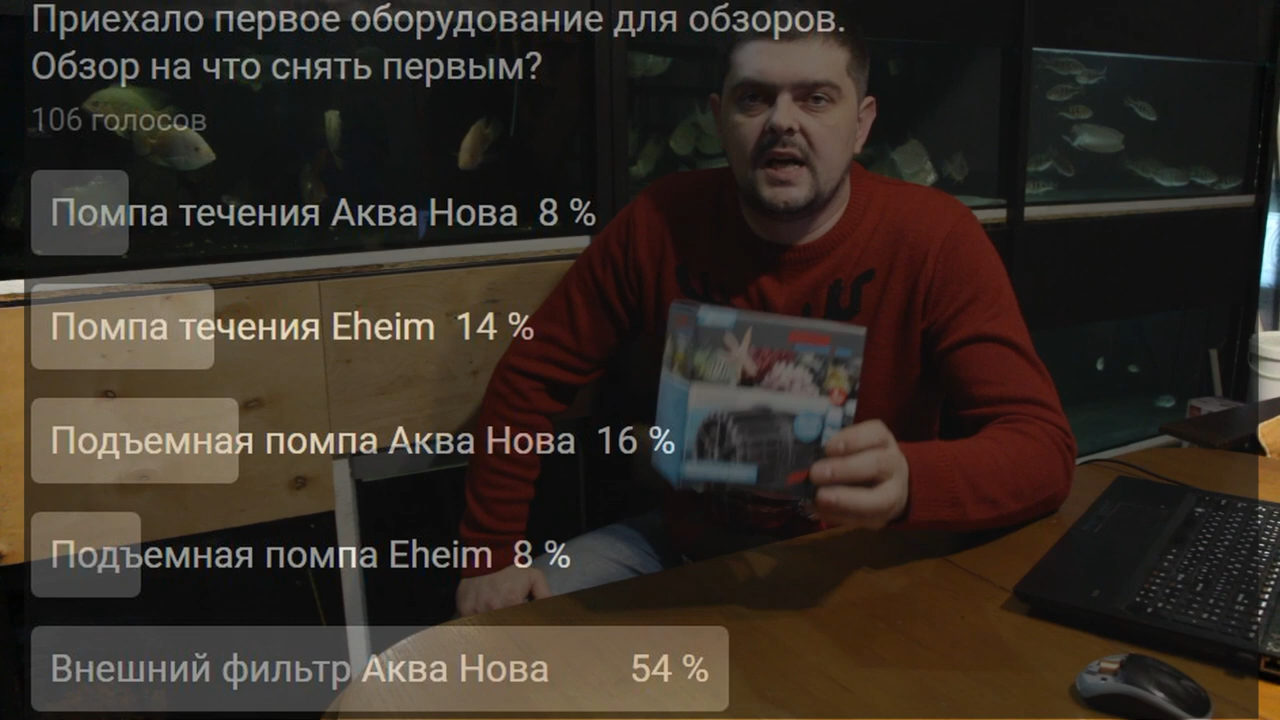 Приехало первое оборудование для обзоров.
Обзор на что снять первым?
106 голосов
Помпа течения Аква Нова 8 %
Помпа течения Eheim 14 %
Подъемная помпа Аква Нова 16 %
Подъемная помпа Eheim 8 %
Внешний фильтр Аква Нова 54 %